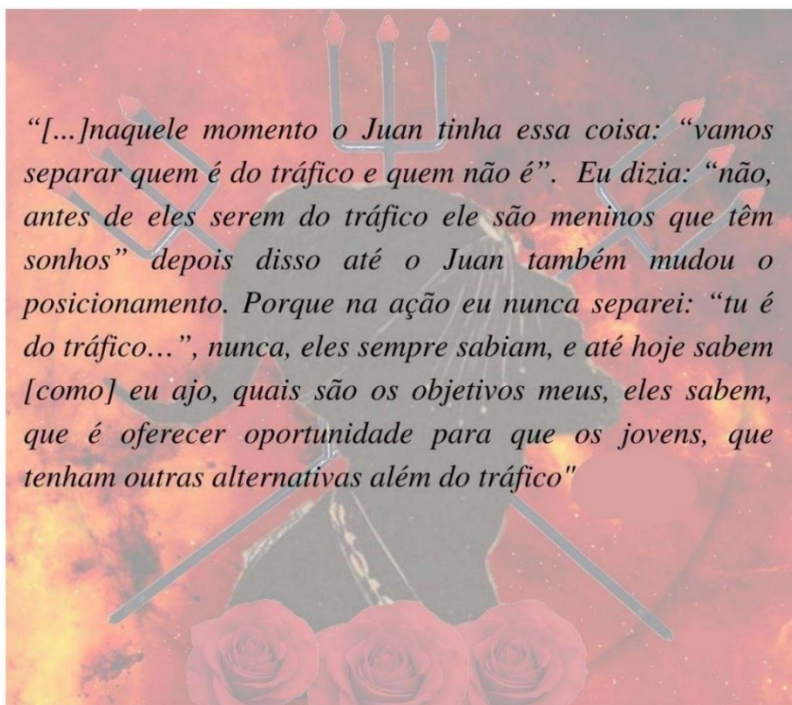 “[...]naquele momento o Juan tinha essa coisa: “vamos
separar quem é do tráfico e quem não é”. Eu dizia: “não,
antes de eles serem do tráfico ele são meninos que têm
sonhos” depois disso até o Juan também mudou o
posicionamento. Porque na ação eu nunca separei: “tu é
do tráfico…”, nunca, eles sempre sabiam, e até hoje sabem
[como] eu ajo, quais são os objetivos meus, eles sabem,
que é oferecer oportunidade para que os jovens, que
tenham outras alternativas além do tráfico"